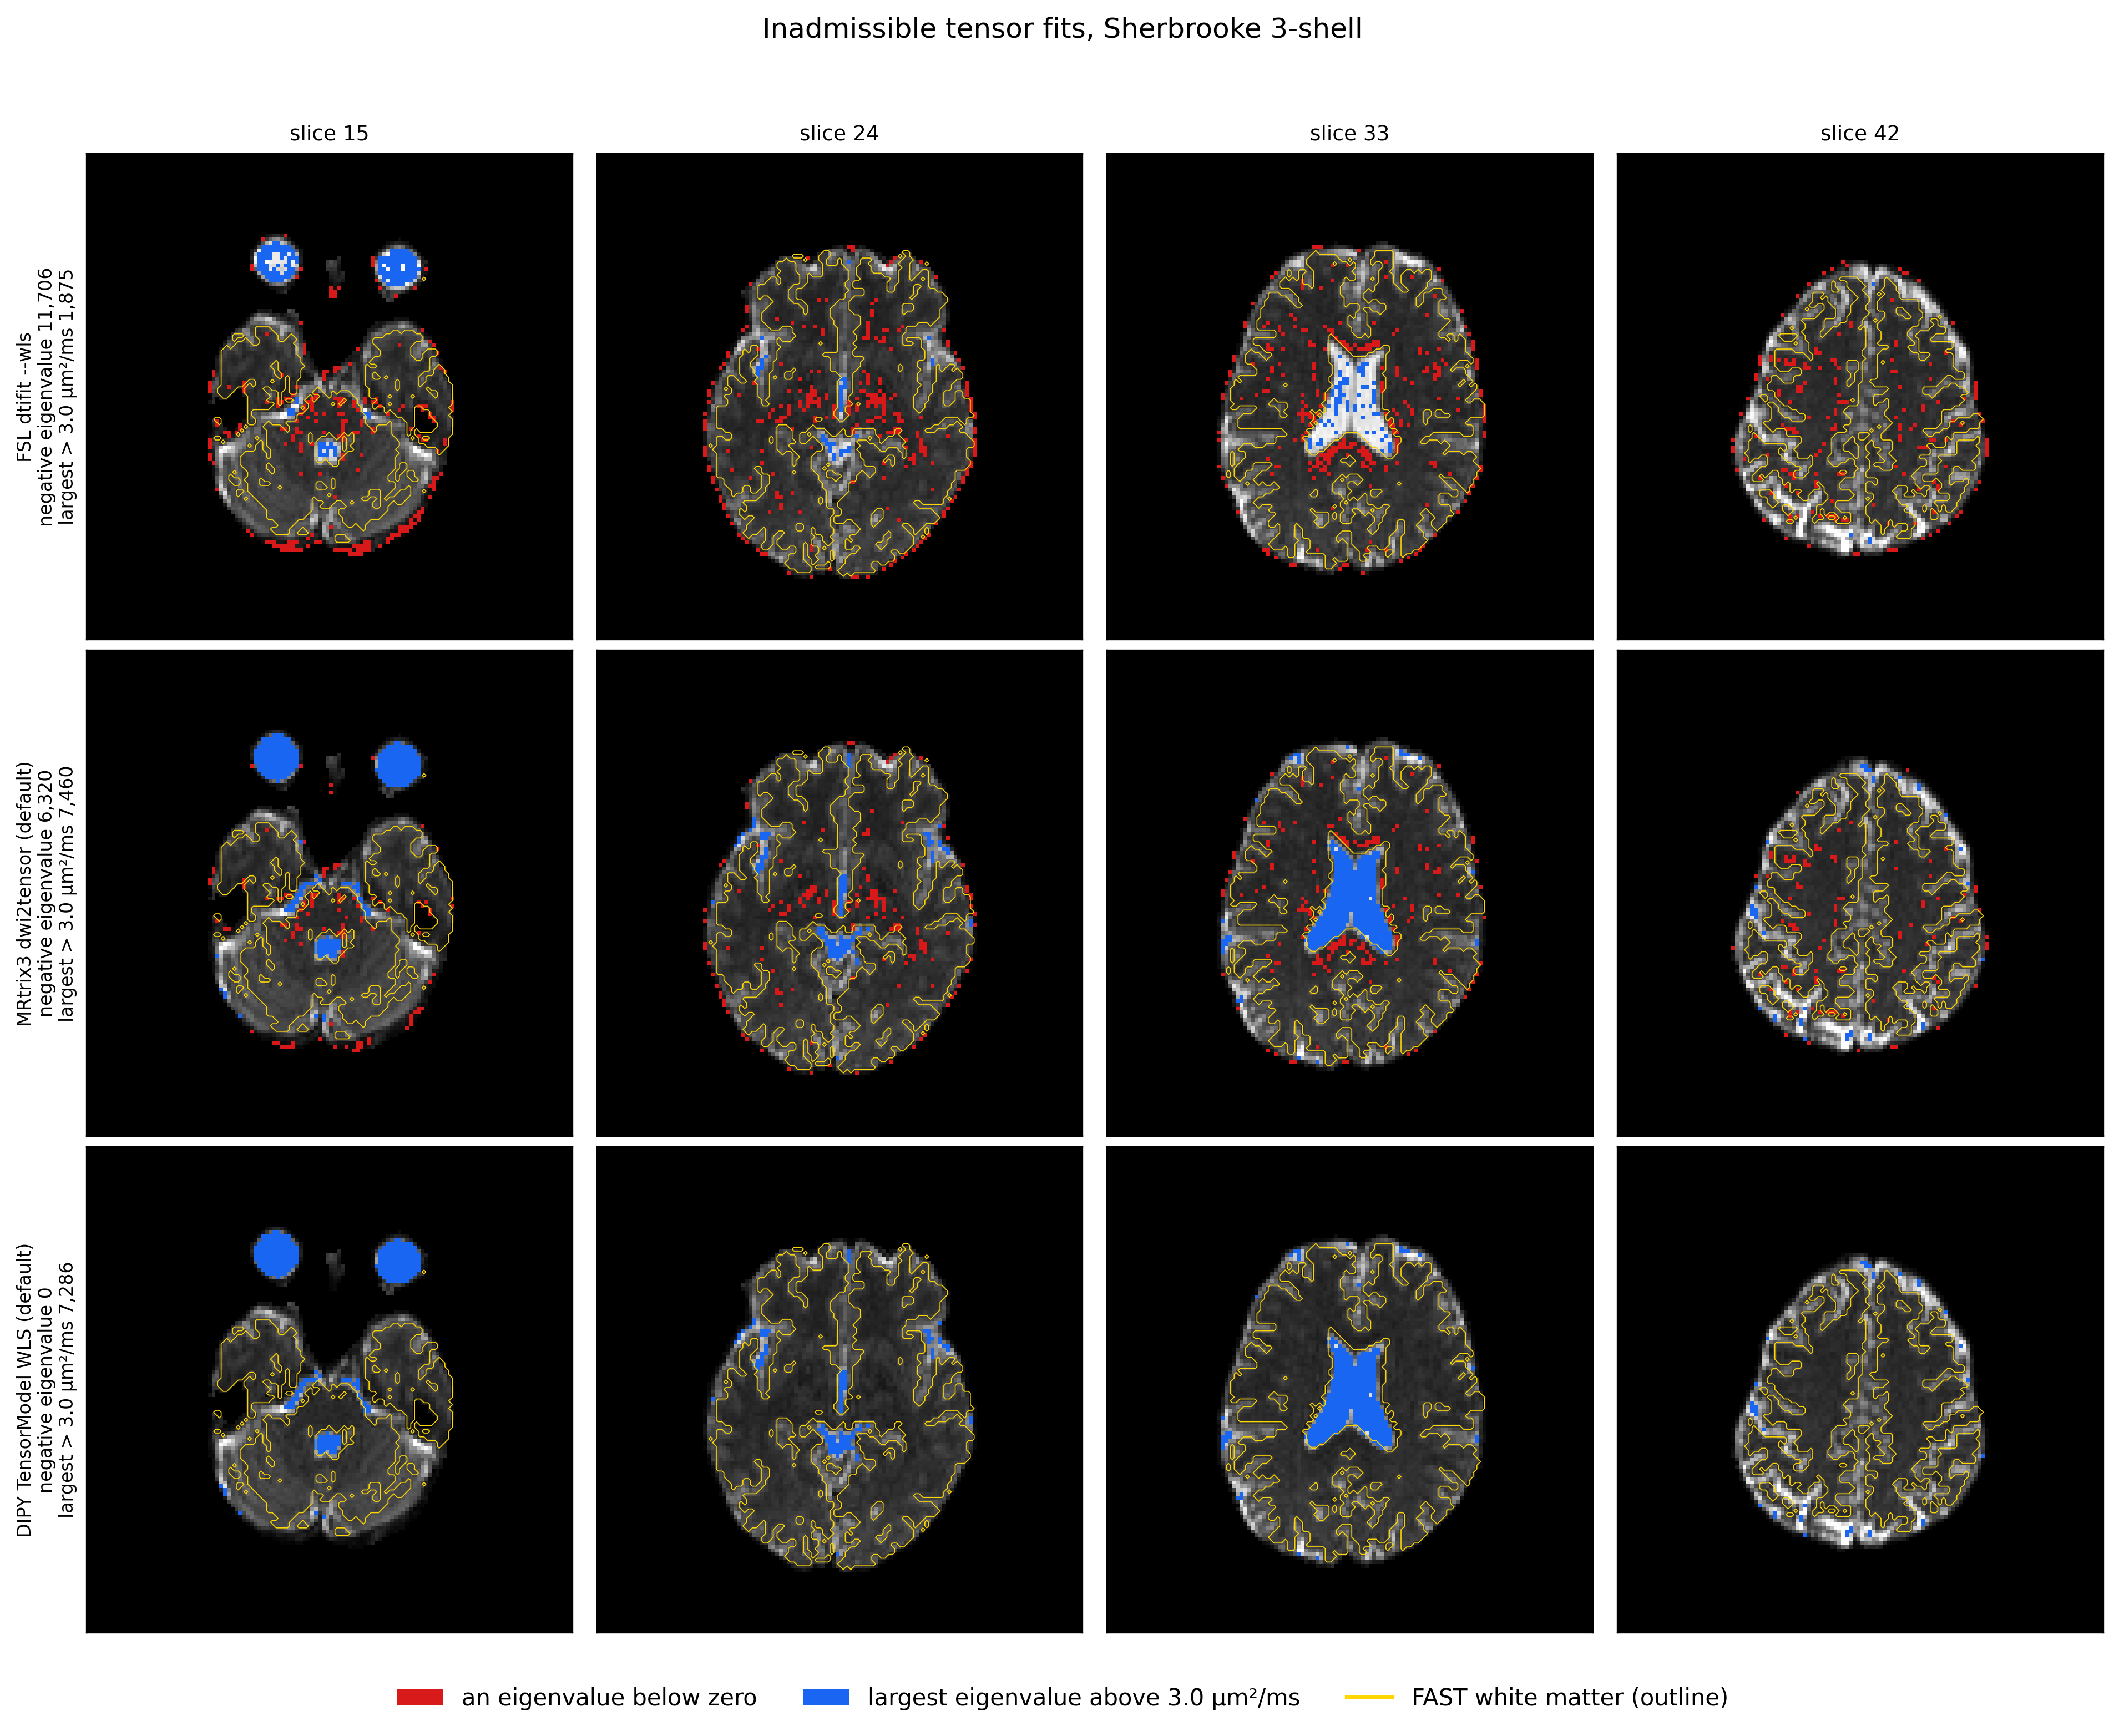 Inadmissible tensor fits, Sherbrooke 3-shell
slice 15
slice 24
slice 33
slice 42
FSL dtifit --wls
negative eigenvalue 11,706
largest > 3.0 µm²/ms 1,875
MRtrix3 dwi2tensor (default)
negative eigenvalue 6,320
largest > 3.0 µm²/ms 7,460
DIPY TensorModel WLS (default)
negative eigenvalue 0
largest > 3.0 µm²/ms 7,286
an eigenvalue below zero
largest eigenvalue above 3.0 µm²/ms
FAST white matter (outline)